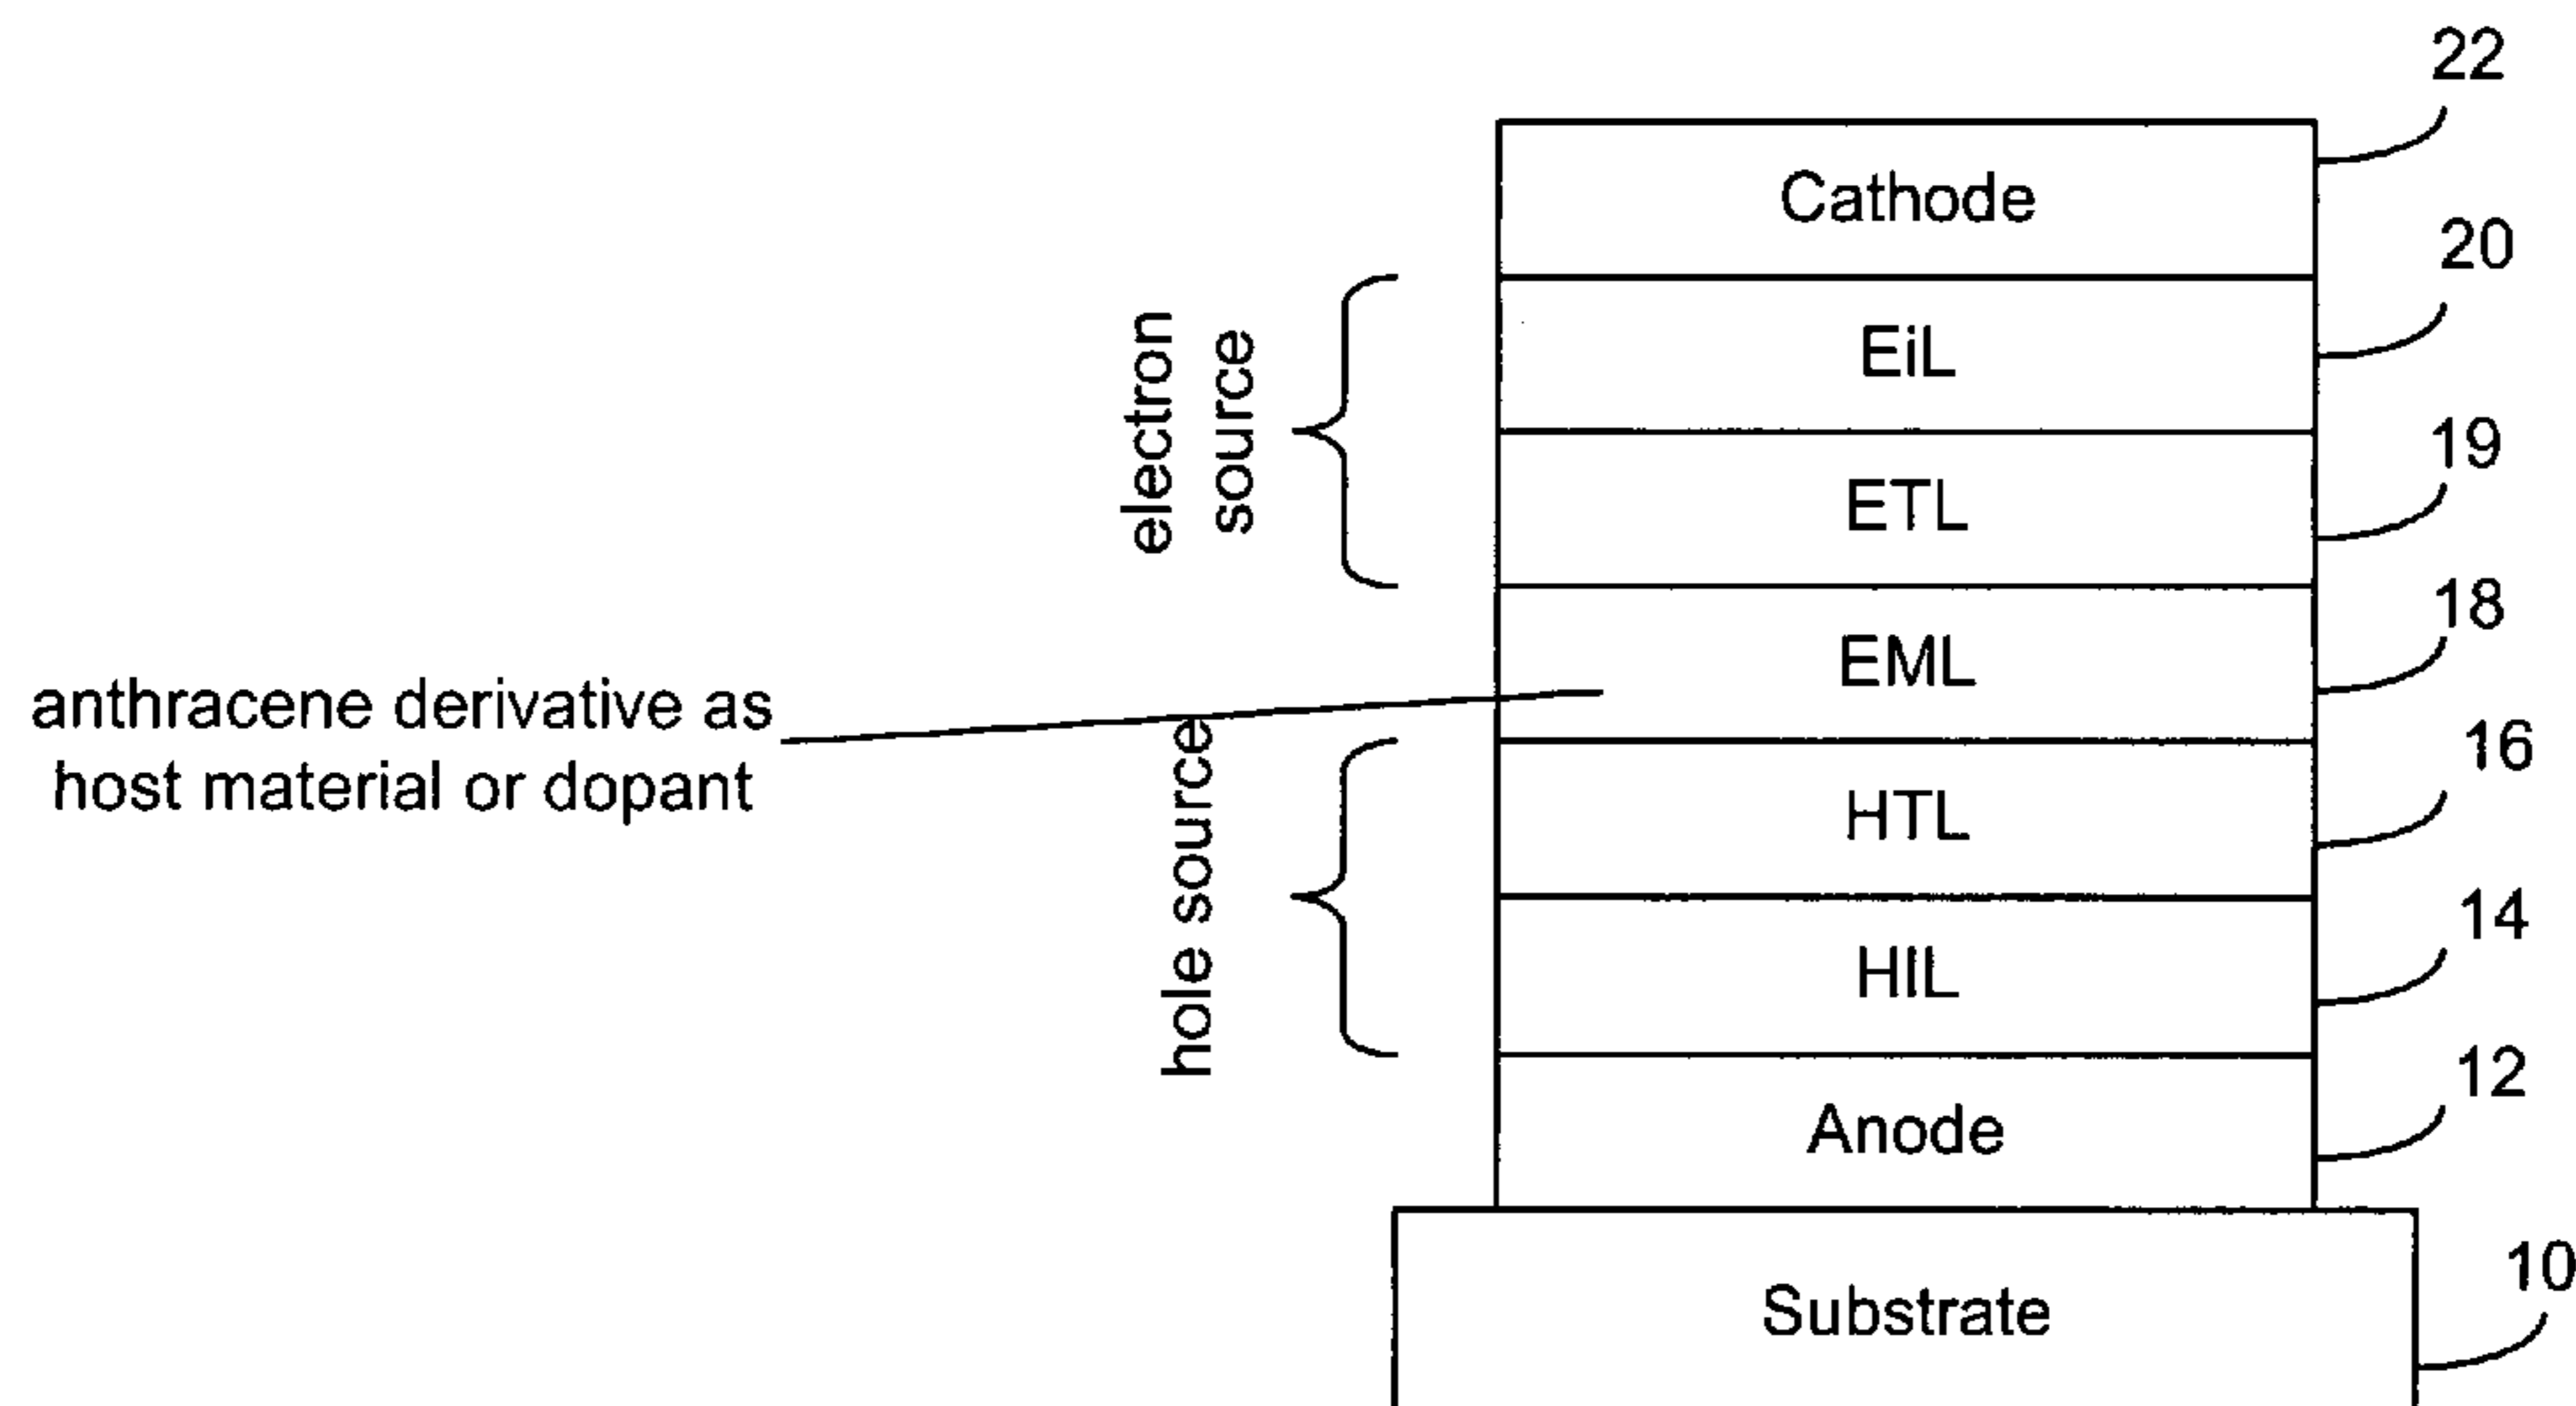 22
Cathode
20
electron
source
EiL
19
ETL
18
EML
anthracene derivative as
host material or dopant
16
hole source
HTL
14
HIL
12
Anode
10
Substrate